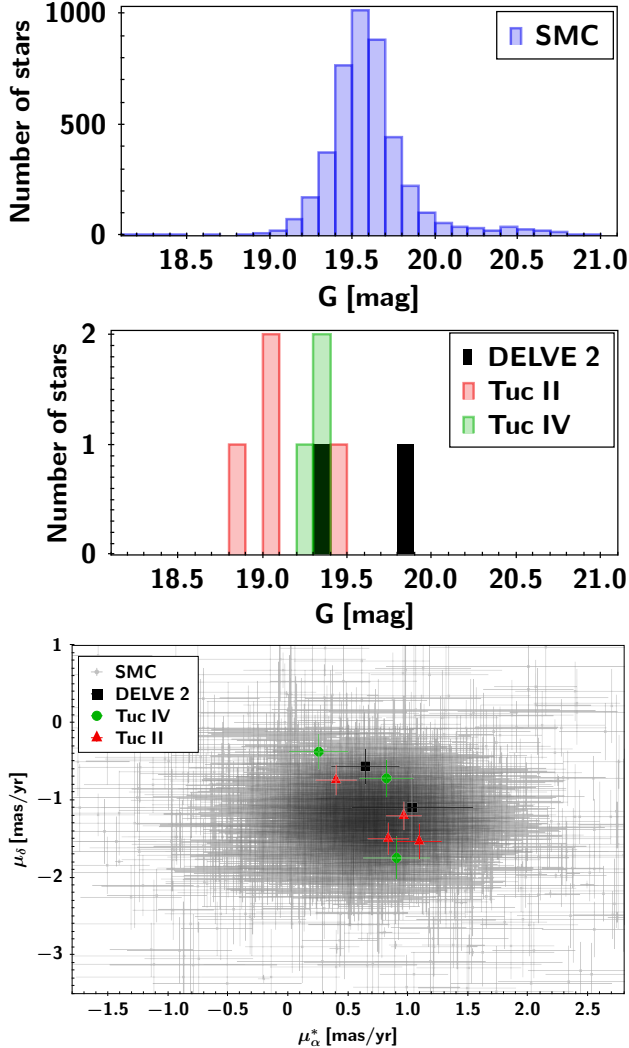 1000
500
0
Number of stars
SMC
18.5 19.0 19.5 20.0 20.5 21.0
G [mag]
2
1
0
Number of stars
DELVE 2
Tuc II
Tuc IV
18.5 19.0 19.5 20.0 20.5 21.0
G [mag]
1
0
−1
−2
−3
μδ [mas/yr]
SMC
DELVE 2
Tuc IV
Tuc II
−1.5 −1.0 −0.5 0 0.5 1.0 1.5 2.0 2.5
μ*α [mas/yr]